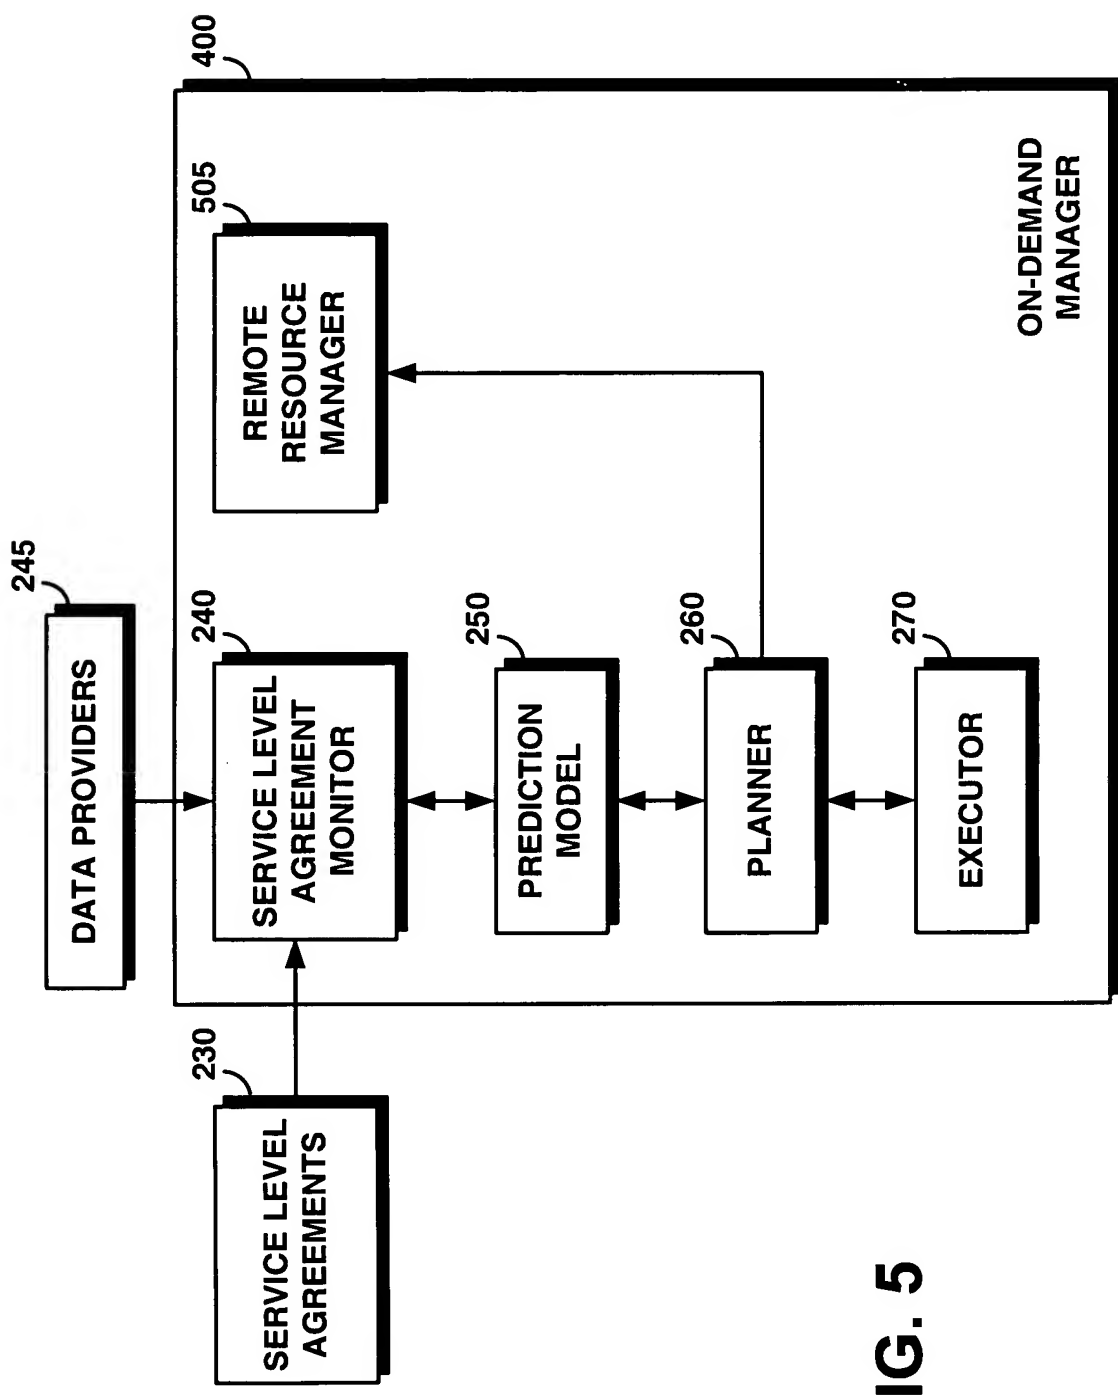 245
DATA PROVIDERS
400
230
SERVICE LEVEL
AGREEMENTS
240
SERVICE LEVEL
AGREEMENT
MONITOR
505
REMOTE
RESOURCE
MANAGER
250
PREDICTION
MODEL
260
PLANNER
270
EXECUTOR
ON-DEMAND
MANAGER
IG. 5